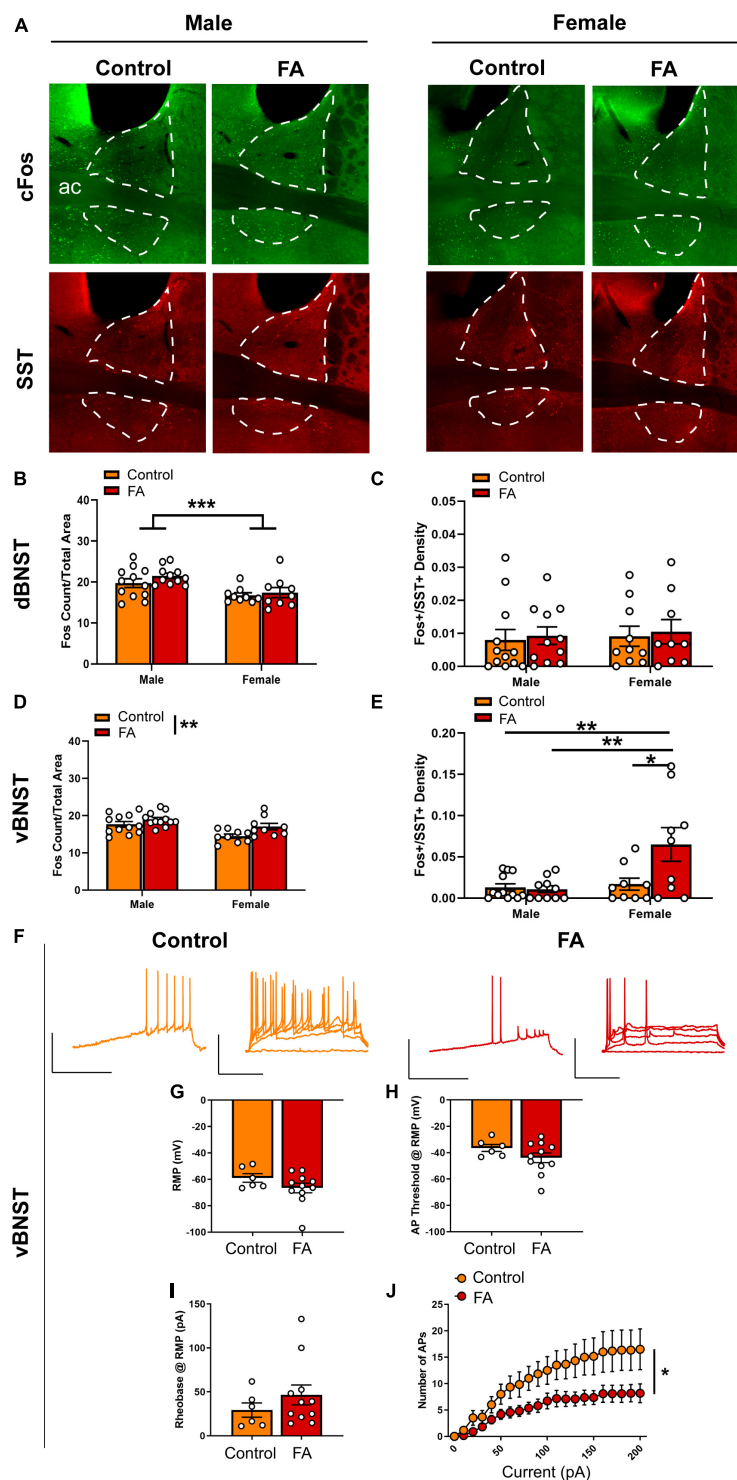 A
Male
Female
Control
FA
Control
FA
cFos
ac
SST
B
Control
FA
***
40
30
20
10
0
Fos Count/Total Area
Male
Female
dBNST
C
Control
FA
0.05
0.04
0.03
0.02
0.01
0.00
Fos+/SST+ Density
Male
Female
D
Control
FA
**
40
30
20
10
0
Fos Count/Total Area
Male
Female
vBNST
E
Control
FA
**
**
*
0.20
0.15
0.10
0.05
0.00
Fos+/SST+ Density
Male
Female
F
Control
FA
vBNST
G
0
-20
-40
-60
-80
-100
RMP
(mV)
Control
FA
H
0
-20
-40
-60
-80
-100
AP Threshold @ RMP (mV)
Control
FA
I
150
100
50
0
Rheobase @ RMP (pA)
Control
FA
J
Control
FA
25
20
15
10
5
0
Number of APs
*
0
50
100
150
200
Current (pA)